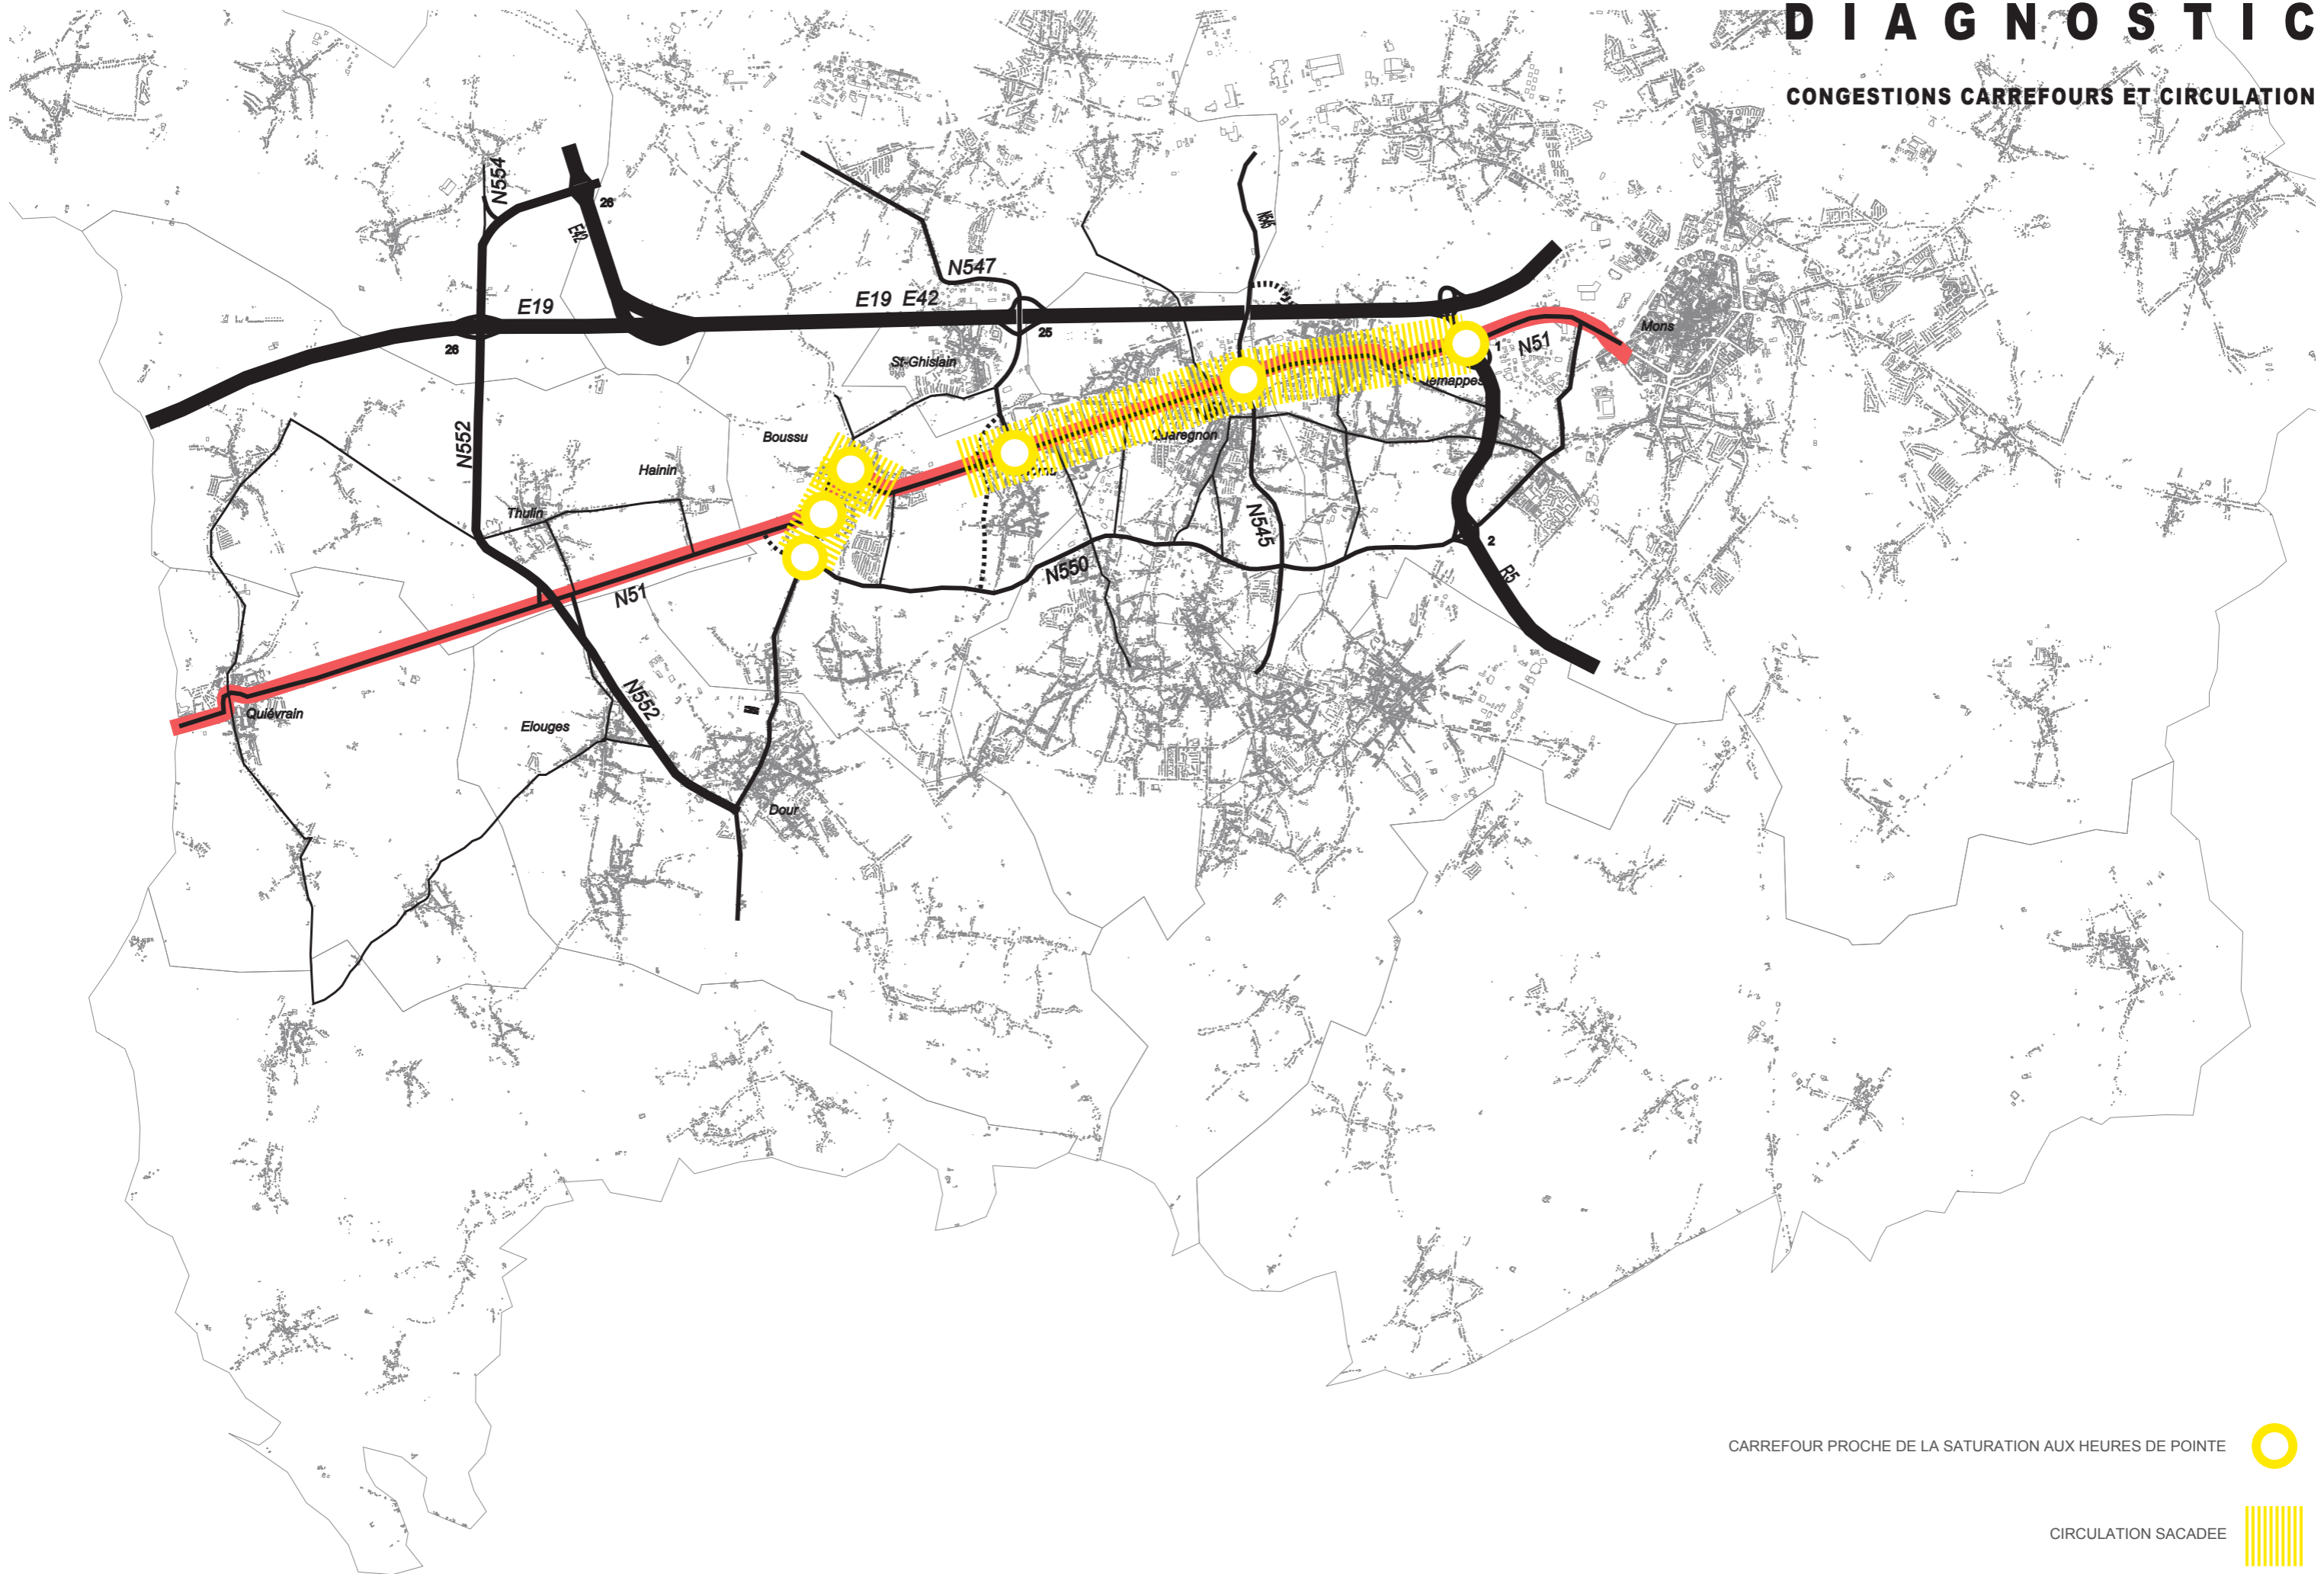 DIAGNOSTIC
CONGESTIONS CARREFOURS ET CIRCULATION
N554
26
E42
N547
E19
E19 E42
26
25
Mons
1
N51
St-Ghislain
N552
Boussu
Quaregnon
Hainin
Thulin
N545
2
N550
R5
N51
N552
Quiévrain
Elouges
Dour
CARREFOUR PROCHE DE LA SATURATION AUX HEURES DE POINTE
CIRCULATION SACADEE